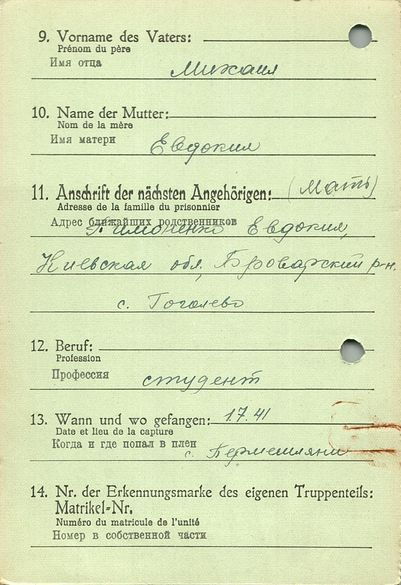 9. Vorname des Vaters:
Prénom du père
Имя отца
Михаил
10. Name der Mutter:
Nom de la mère
Имя матери
Евдокия
11. Anschrift der nächsten Angehörigen: (Мать)
Adresse de la famille du prisonnier
Адрес ближайших родственников
Евдокия,
Киевская обл, Броварский р-н.
с. Гоголево
12. Beruf:
Profession
Профессия
студент
13. Wann und wo gefangen: 1.7.41
Date et lieu de la capture
Когда и где попал в плен
с.
14. Nr. der Erkennungsmarke des eigenen Truppenteils:
Matrikel-Nr.
Numéro du matricule de l'unité
Номер в собственной части